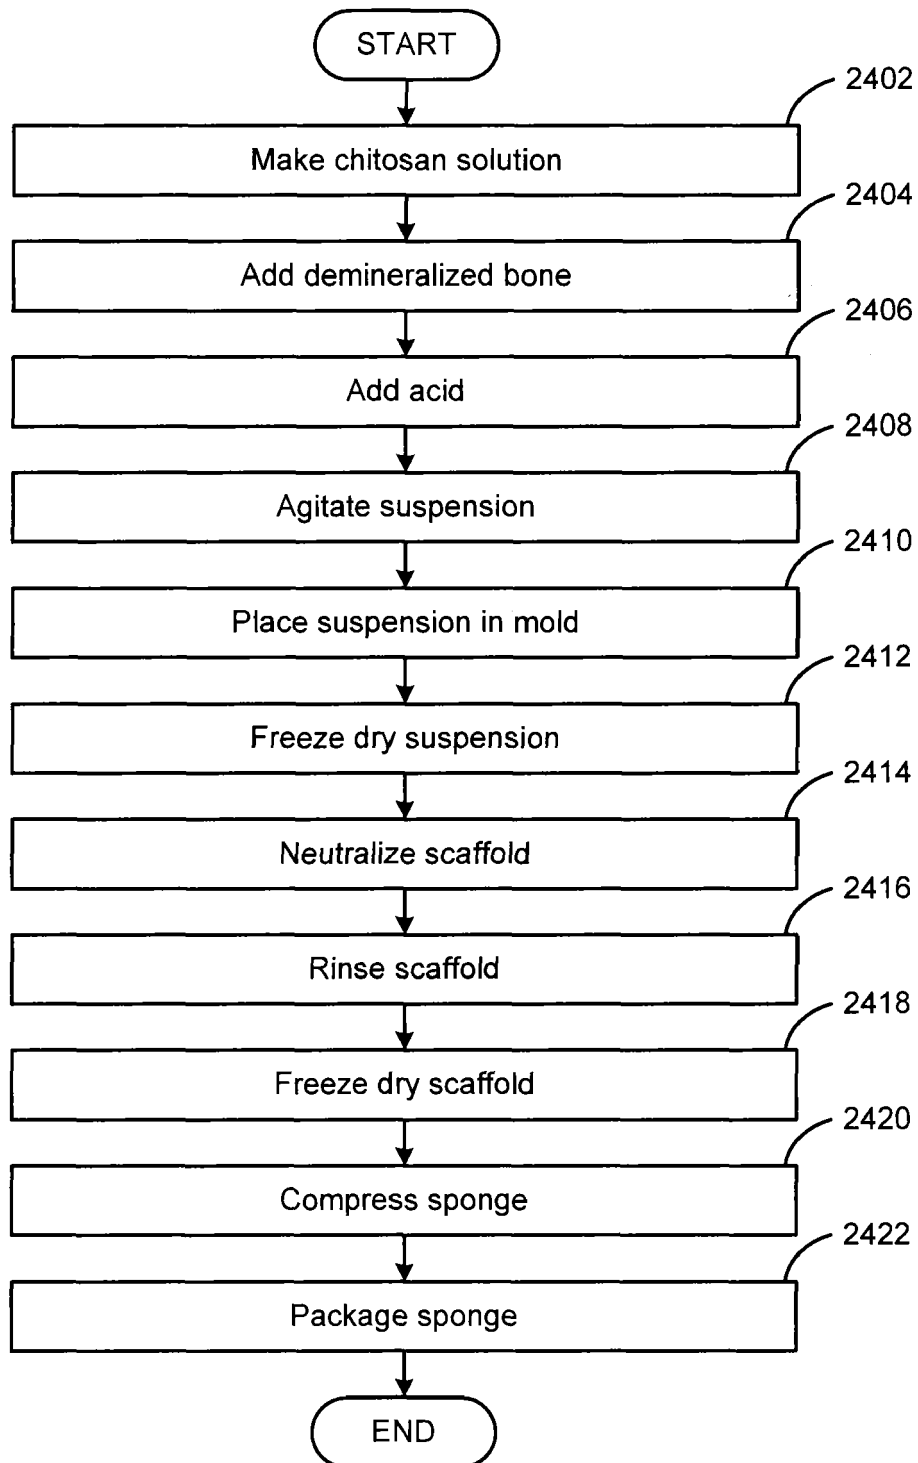 START
2402
Make chitosan solution
2404
Add demineralized bone
2406
Add acid
2408
Agitate suspension
2410
Place suspension in mold
2412
Freeze dry suspension
2414
Neutralize scaffold
2416
Rinse scaffold
2418
Freeze dry scaffold
2420
Compress sponge
2422
Package sponge
END